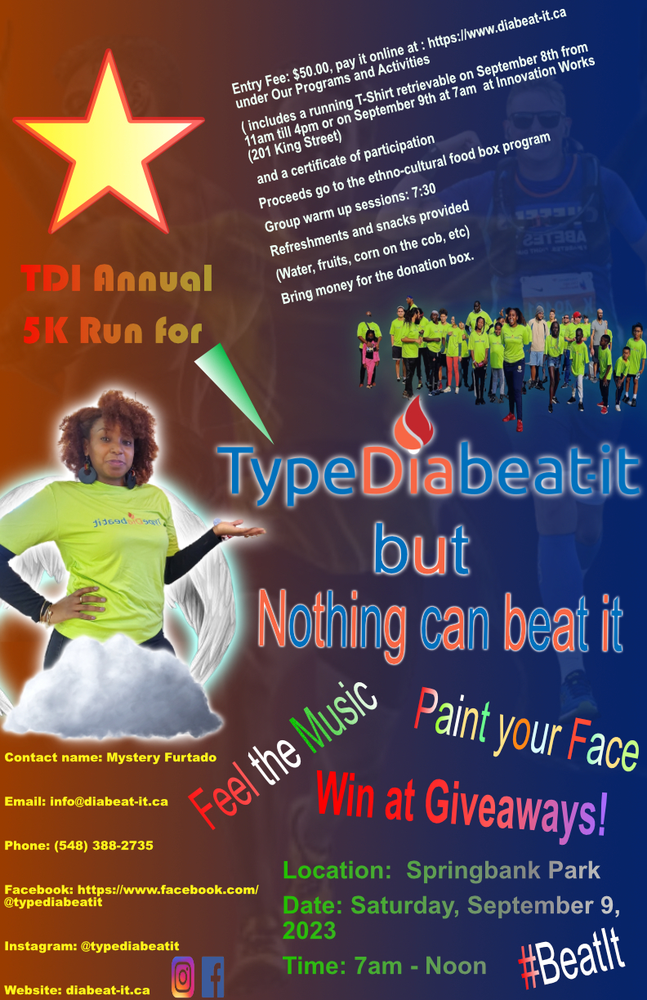 Entry Fee: $50.00, pay it online at : https://www.diabeat-it.ca
under Our Programs and Activities
( includes a running T-Shirt retrievable on September 8th from
11am till 4pm or on September 9th at 7am at Innovation Works
(201 King Street)
and a certificate of participation
Proceeds go to the ethno-cultural food box program
Group warm up sessions: 7:30
Refreshments and snacks provided
(Water, fruits, corn on the cob, etc)
Bring money for the donation box.
TDI Annual
5K Run for
TypeDiabeat-it
TypeDiabeat-it
but
Nothing can beat it
Feel the Music
Paint your Face
Win at Giveaways!
Contact name: Mystery Furtado
Email: info@diabeat-it.ca
Phone: (548) 388-2735
Facebook: https://www.facebook.com/
@typediabeatit
Instagram: @typediabeatit
Website: diabeat-it.ca
Location: Springbank Park
Date: Saturday, September 9,
2023
Time: 7am - Noon
#BeatIt